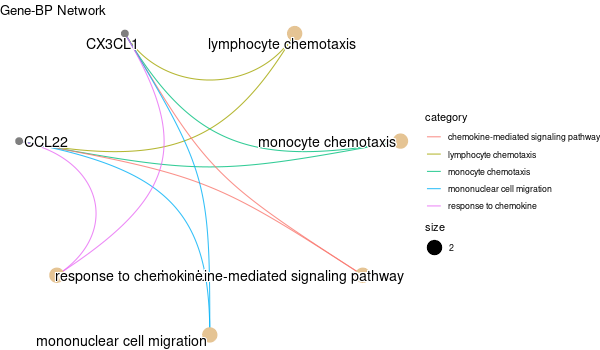 Gene-BP Network
CX3CL1
lymphocyte chemotaxis
CCL22
monocyte chemotaxis
response to chemokine
ine-mediated signaling pathway
mononuclear cell migration
category
chemokine-mediated signaling pathway
lymphocyte chemotaxis
monocyte chemotaxis
mononuclear cell migration
response to chemokine
size
2